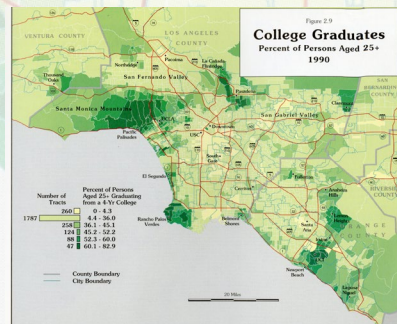 Figure 2.9
College Graduates
Percent of Persons Aged 25+
1990
VENTURA COUNTY
LOS ANGELES
COUNTY
SAN
BERNARDINO
COUNTY
Northridge
Pacoima
La Cañada
Flintridge
Thousand
Oaks
San Fernando Valley
Pasadena
Claremont
Santa Monica Mountains
UCLA
San Gabriel Valley
Downtown
Pacific
Palisades
USC
South
Gate
El Segundo
Fullerton
Cerritos
Anaheim
Hills
RIVERSIDE
COUNTY
Rancho Palos
Verdes
Belmont
Shores
Santa
Ana
ORANGE
COUNTY
Irvine
Newport
Beach
Laguna
Niguel
Number of
Tracts
Percent of Persons
Aged 25+ Graduating
from a 4-Yr College
260 0 - 4.3
1787 4.4 - 36.0
258 36.1 - 45.1
124 45.2 - 52.2
88 52.3 - 60.0
47 60.1 - 82.9
County Boundary
City Boundary
20 Miles